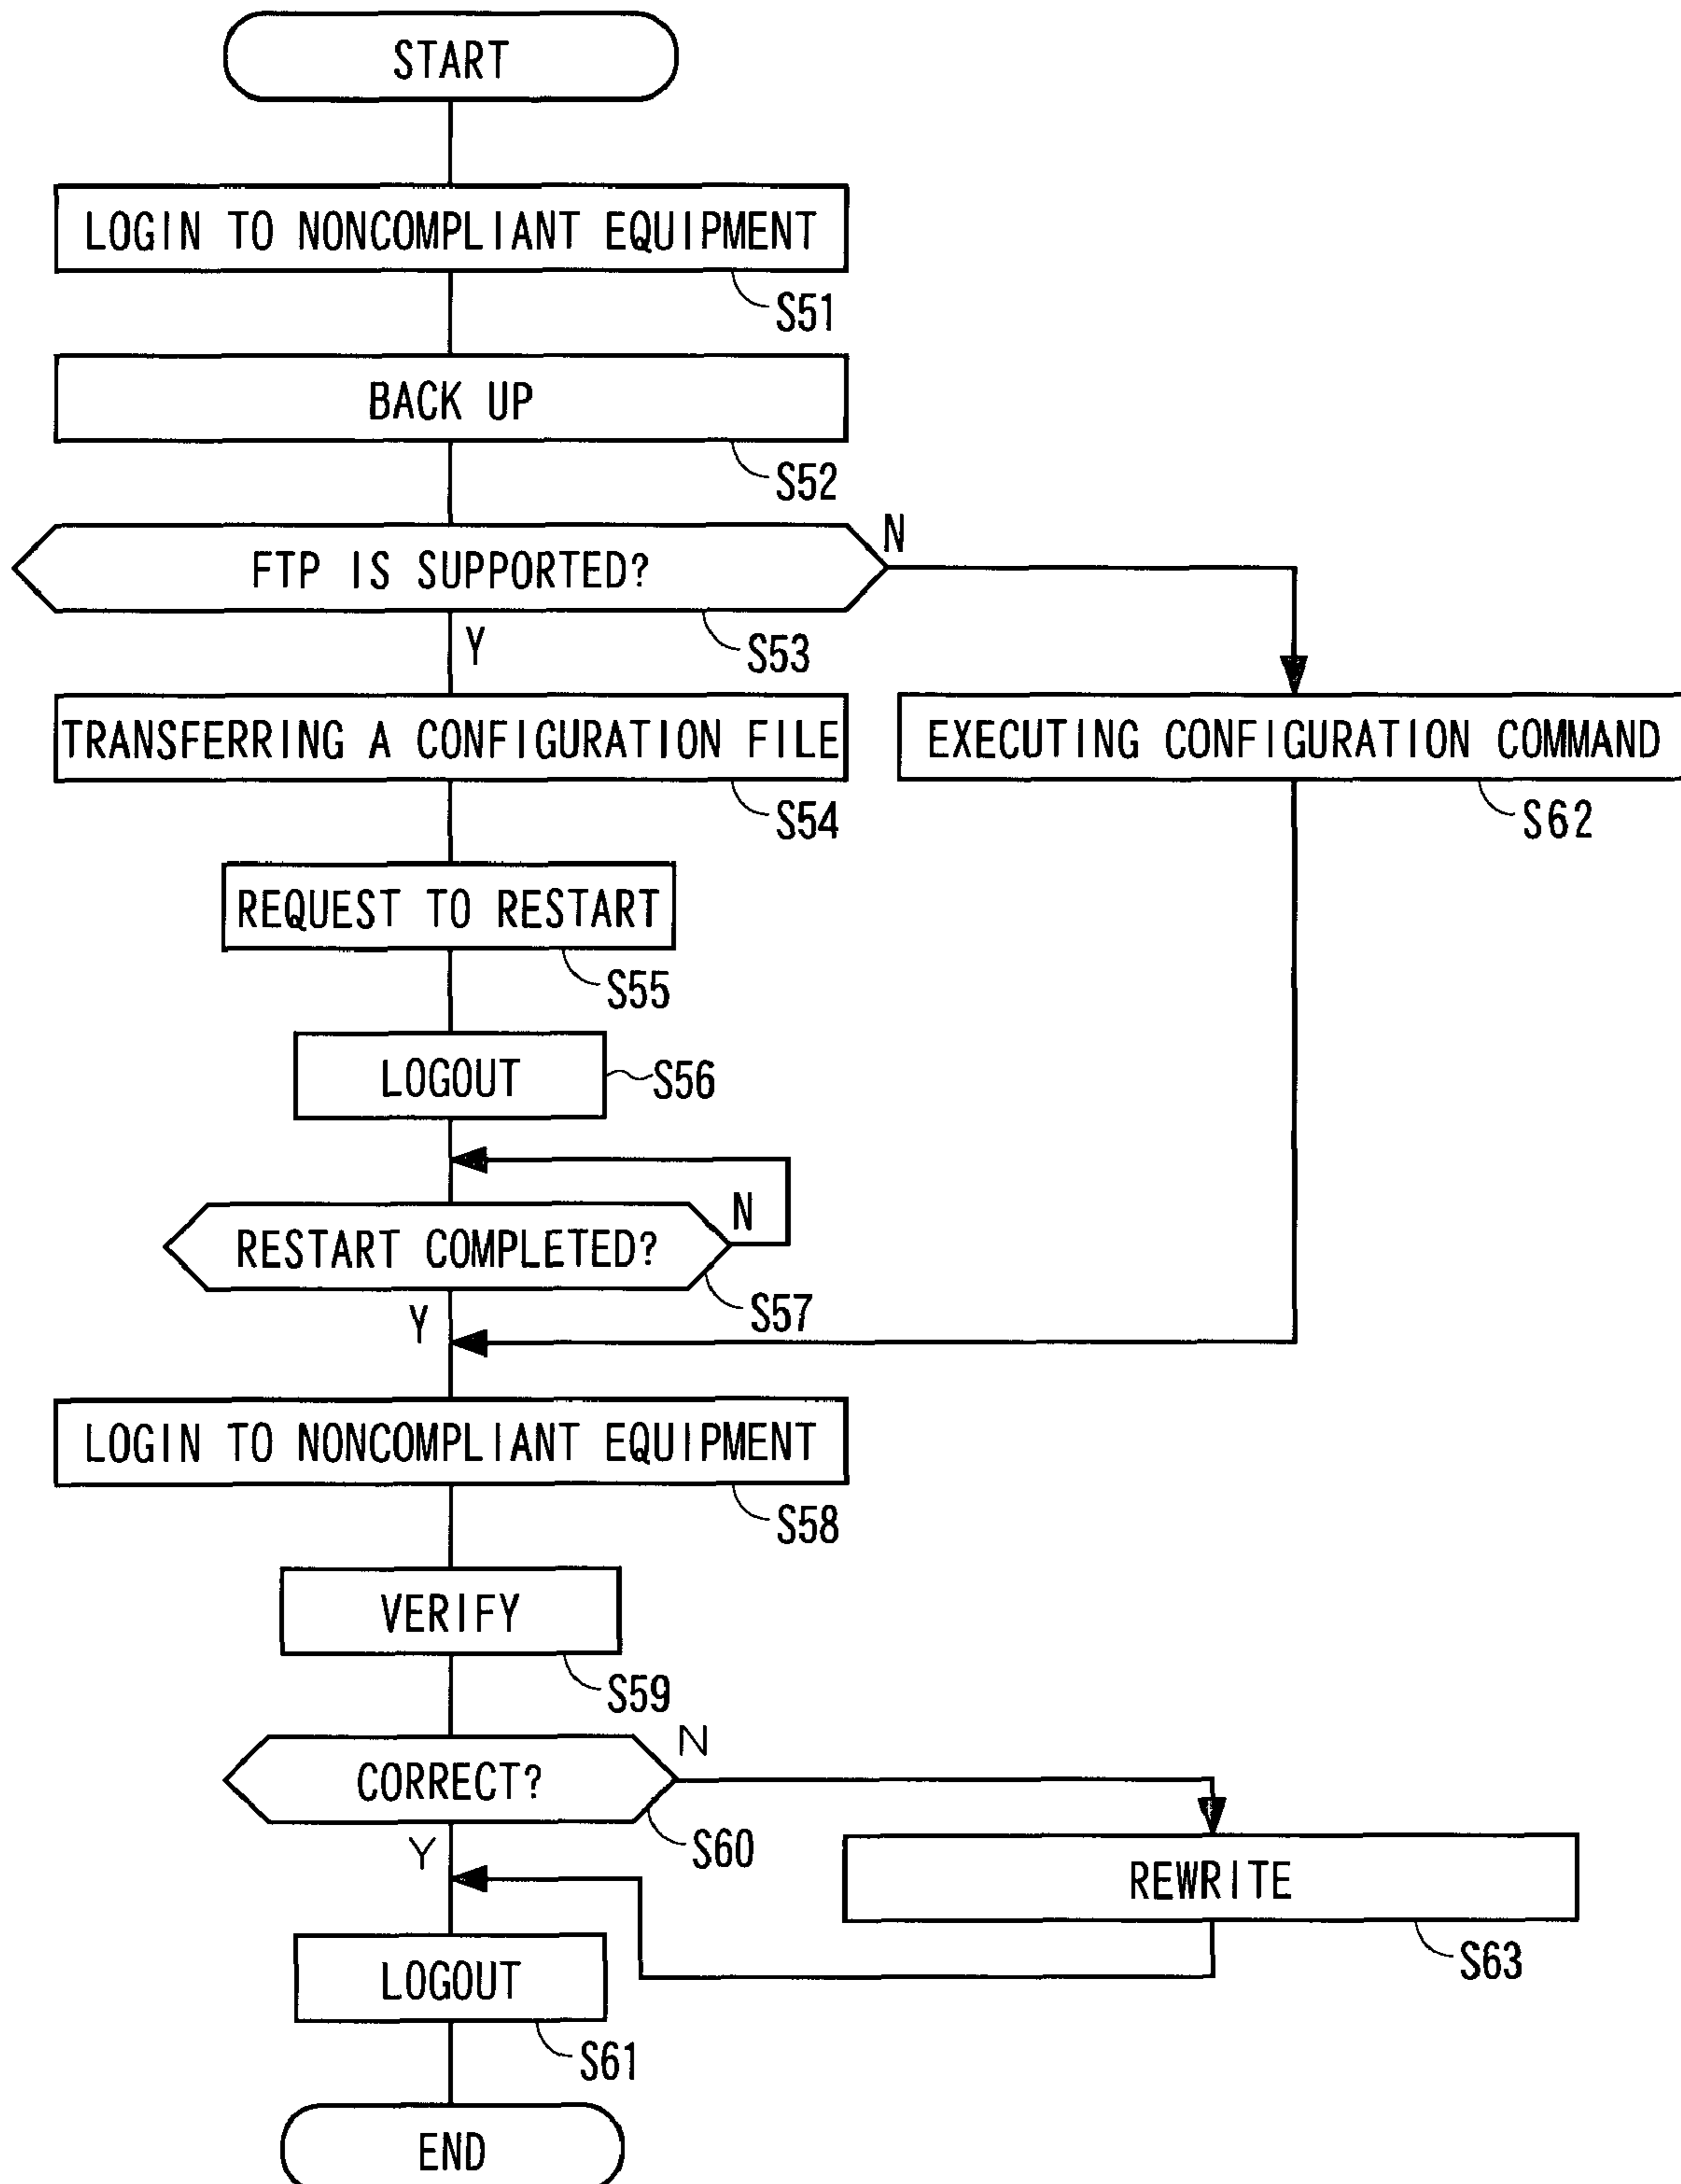 START
LOGIN TO NONCOMPLIANT EQUIPMENT
S51
BACK UP
S52
FTP IS SUPPORTED?
N
Y
S53
TRANSFERRING A CONFIGURATION FILE
S54
EXECUTING CONFIGURATION COMMAND
S62
REQUEST TO RESTART
S55
LOGOUT
S56
RESTART COMPLETED?
N
Y
S57
LOGIN TO NONCOMPLIANT EQUIPMENT
S58
VERIFY
S59
CORRECT?
N
Y
S60
REWRITE
S63
LOGOUT
S61
END